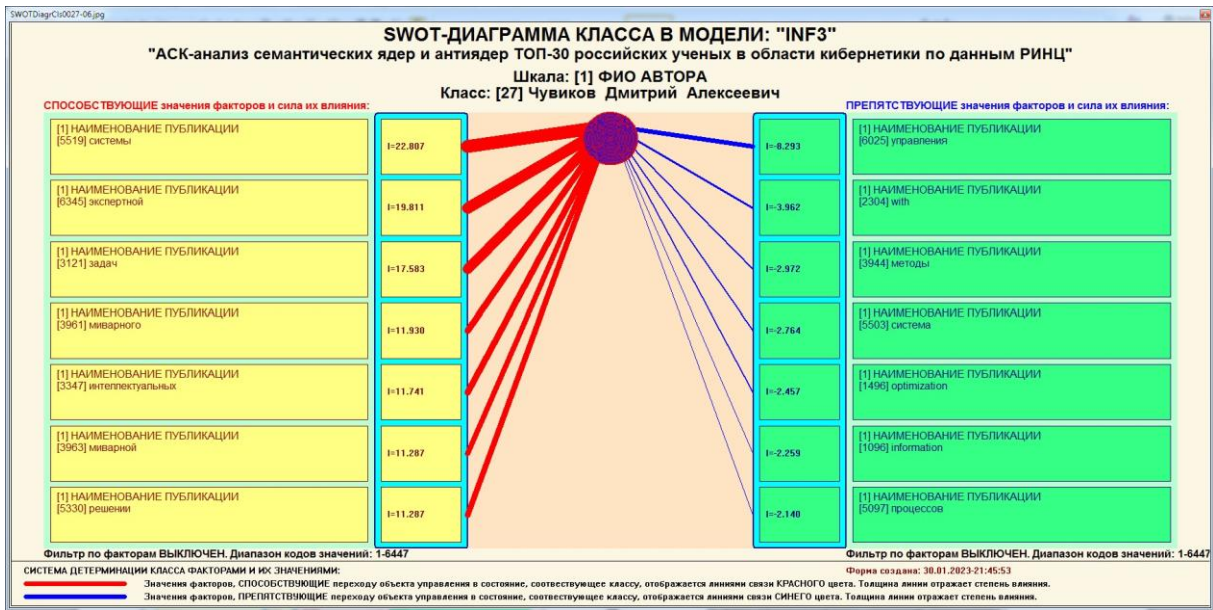 SWOTDiagrCls0027-06.jpg
SWOT-ДИАГРАММА КЛАССА В МОДЕЛИ: "INF3"
"АСК-анализ семантических ядер и антиядер ТОП-30 российских ученых в области кибернетики по данным РИНЦ"
Шкала: [1] ФИО АВТОРА
Класс: [27] Чувиков Дмитрий Алексеевич
СПОСОБСТВУЮЩИЕ значения факторов и сила их влияния:
[1] НАИМЕНОВАНИЕ ПУБЛИКАЦИИ
[5519] системы
I=22.807
[1] НАИМЕНОВАНИЕ ПУБЛИКАЦИИ
[6345] экспертной
I=19.811
[1] НАИМЕНОВАНИЕ ПУБЛИКАЦИИ
[3121] задач
I=17.583
[1] НАИМЕНОВАНИЕ ПУБЛИКАЦИИ
[3961] миварного
I=11.930
[1] НАИМЕНОВАНИЕ ПУБЛИКАЦИИ
[3347] интеллектуальных
I=11.741
[1] НАИМЕНОВАНИЕ ПУБЛИКАЦИИ
[3963] миварной
I=11.287
[1] НАИМЕНОВАНИЕ ПУБЛИКАЦИИ
[5330] решении
I=11.287
Фильтр по факторам ВЫКЛЮЧЕН. Диапазон кодов значений: 1-6447
ПРЕПЯТСТВУЮЩИЕ значения факторов и сила их влияния:
I=-8.293
[1] НАИМЕНОВАНИЕ ПУБЛИКАЦИИ
[6025] управления
I=-3.962
[1] НАИМЕНОВАНИЕ ПУБЛИКАЦИИ
[2304] with
I=-2.972
[1] НАИМЕНОВАНИЕ ПУБЛИКАЦИИ
[3944] методы
I=-2.764
[1] НАИМЕНОВАНИЕ ПУБЛИКАЦИИ
[5503] система
I=-2.457
[1] НАИМЕНОВАНИЕ ПУБЛИКАЦИИ
[1496] optimization
I=-2.259
[1] НАИМЕНОВАНИЕ ПУБЛИКАЦИИ
[1096] information
I=-2.140
[1] НАИМЕНОВАНИЕ ПУБЛИКАЦИИ
[5097] процессов
Фильтр по факторам ВЫКЛЮЧЕН. Диапазон кодов значений: 1-6447
СИСТЕМА ДЕТЕРМИНАЦИИ КЛАССА ФАКТОРАМИ И ИХ ЗНАЧЕНИЯМИ:
Форма создана: 30.01.2023-21:45:53
Значения факторов, СПОСОБСТВУЮЩИЕ переходу объекта управления в состояние, соотвествующее классу, отображается линиями связи КРАСНОГО цвета. Толщина линии отражает степень влияния.
Значения факторов, ПРЕПЯТСТВУЮЩИЕ переходу объекта управления в состояние, соотвествующее классу, отображается линиями связи СИНЕГО цвета. Толщина линии отражает степень влияния.